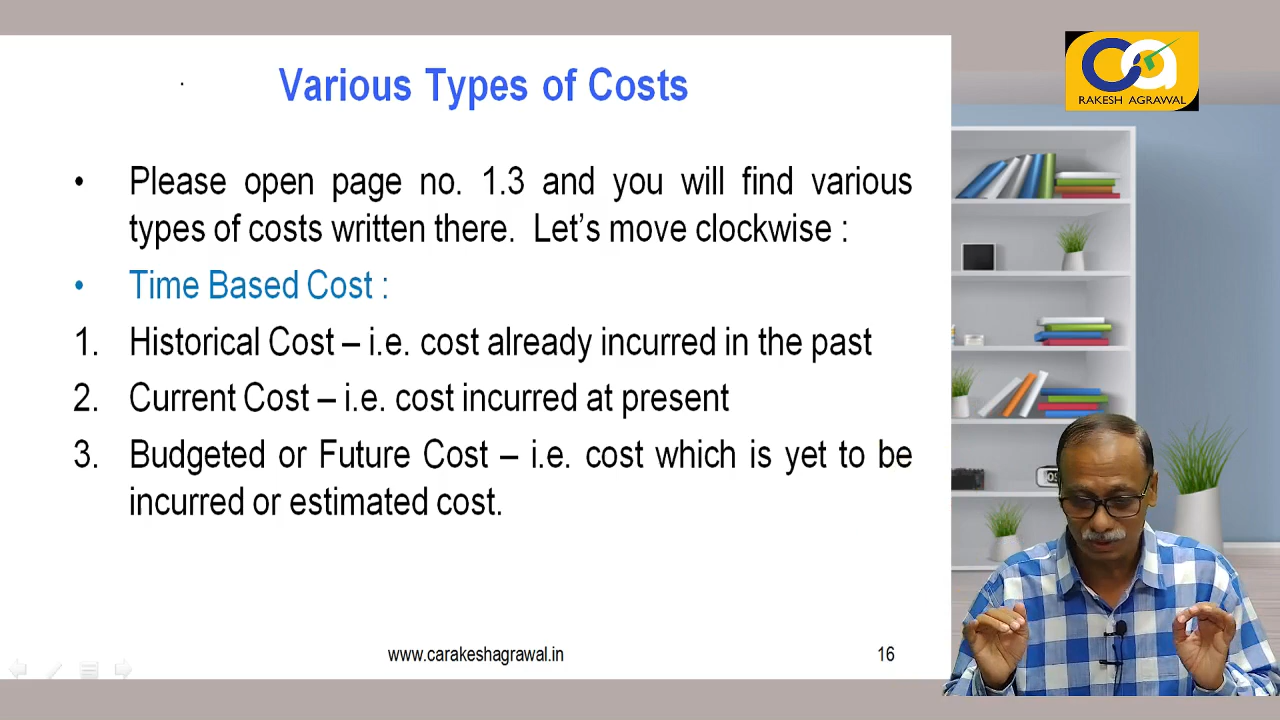 Various Types of Costs
RAKESH AGRAWAL
• Please open page no. 1.3 and you will find various
types of costs written there. Let's move clockwise :
• Time Based Cost :
1. Historical Cost – i.e. cost already incurred in the past
2. Current Cost – i.e. cost incurred at present
3. Budgeted or Future Cost – i.e. cost which is yet to be
incurred or estimated cost.
www.carakeshagrawal.in 16